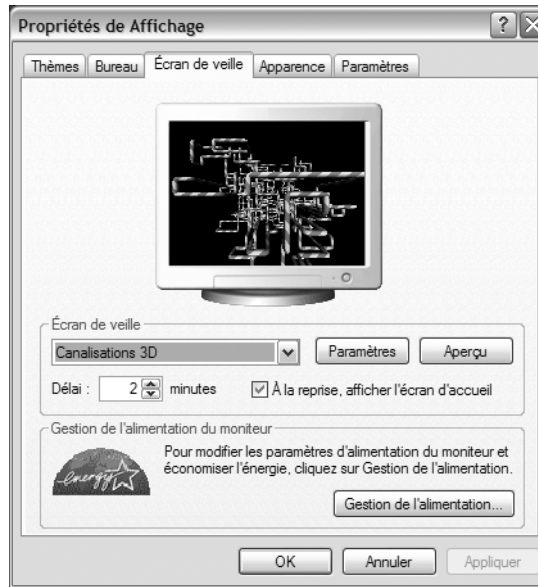 Propriétés de Affichage
?
X
Thèmes Bureau Écran de veille Apparence Paramètres
Écran de veille
Canalisations 3D
Paramètres
Aperçu
Délai : 2 minutes
À la reprise, afficher l'écran d'accueil
Gestion de l'alimentation du moniteur
energy
Pour modifier les paramètres d'alimentation du moniteur et
économiser l'énergie, cliquez sur Gestion de l'alimentation.
Gestion de l'alimentation...
OK
Annuler
Appliquer